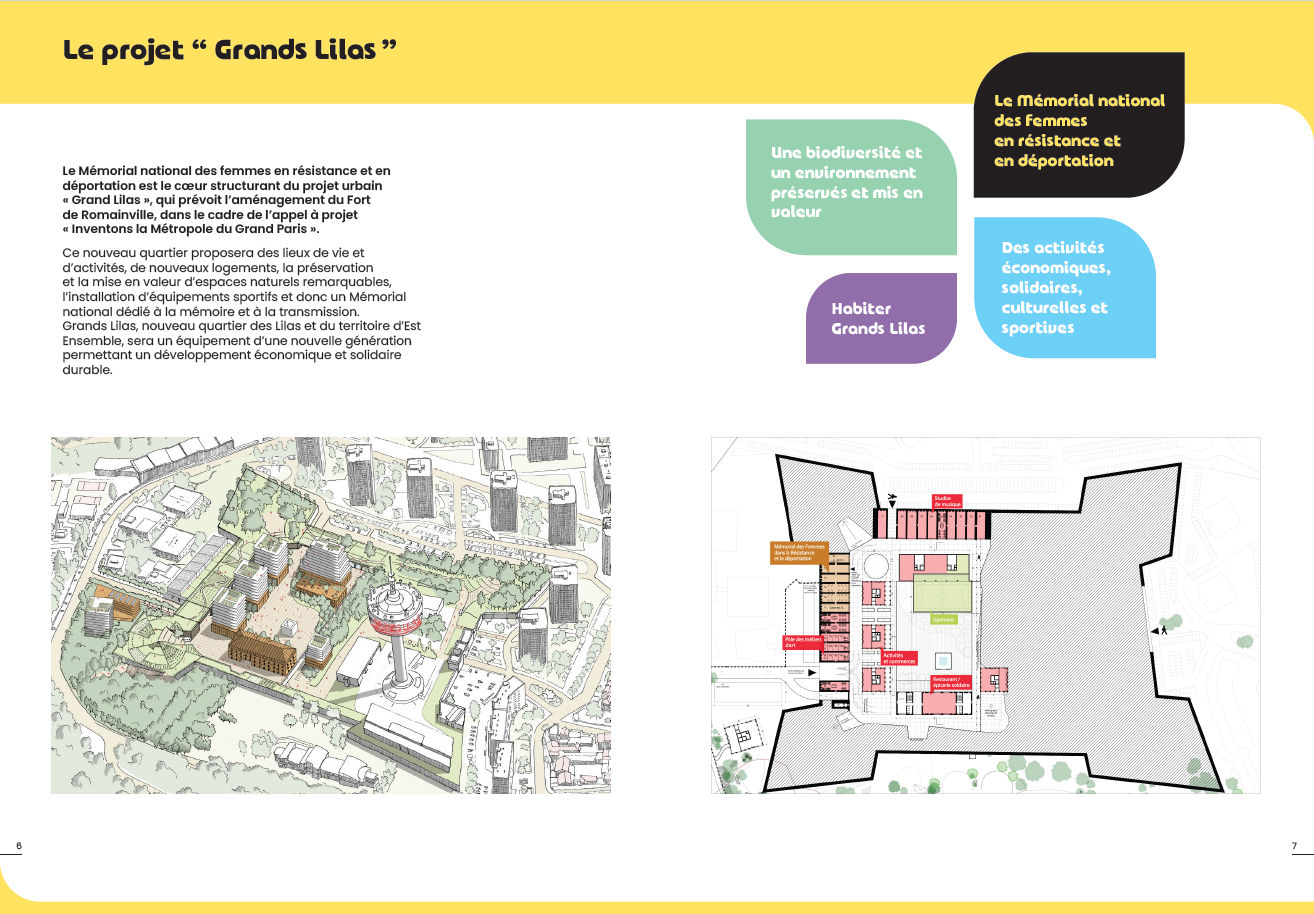 Le projet “ Grands Lilas ”
Le Mémorial national des femmes en résistance et en
déportation est le cœur structurant du projet urbain
« Grand Lilas », qui prévoit l’aménagement du Fort
de Romainville, dans le cadre de l’appel à projet
« Inventons la Métropole du Grand Paris ».
Ce nouveau quartier proposera des lieux de vie et
d’activités, de nouveaux logements, la préservation
et la mise en valeur d’espaces naturels remarquables,
l’installation d’équipements sportifs et donc un Mémorial
national dédié à la mémoire et à la transmission.
Grands Lilas, nouveau quartier des Lilas et du territoire d’Est
Ensemble, sera un équipement d’une nouvelle génération
permettant un développement économique et solidaire
durable.
6
Une biodiversité et
un environnement
préservés et mis en
valeur
Le Mémorial national
des femmes
en résistance et
en déportation
Habiter
Grands Lilas
Des activités
économiques,
solidaires,
culturelles et
sportives
Studios
de musique
Mémorial des Femmes
dans la Résistance
et la déportation
Gymnase
Pôle des métiers
d’art
Activités
et commerces
Restaurant /
épicerie solidaire
7